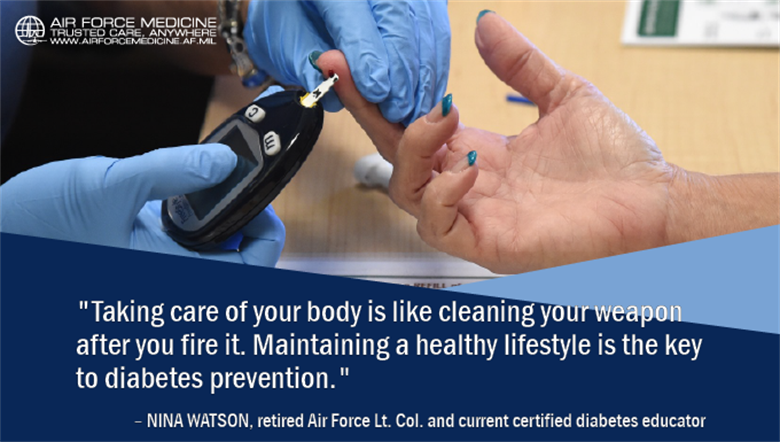 AIR FORCE MEDICINE
TRUSTED CARE, ANYWHERE
WWW.AIRFORCEMEDICINE.AF.MIL
C
M
"Taking care of your body is like cleaning your weapon
after you fire it. Maintaining a healthy lifestyle is the key
to diabetes prevention."
– NINA WATSON, retired Air Force Lt. Col. and current certified diabetes educator